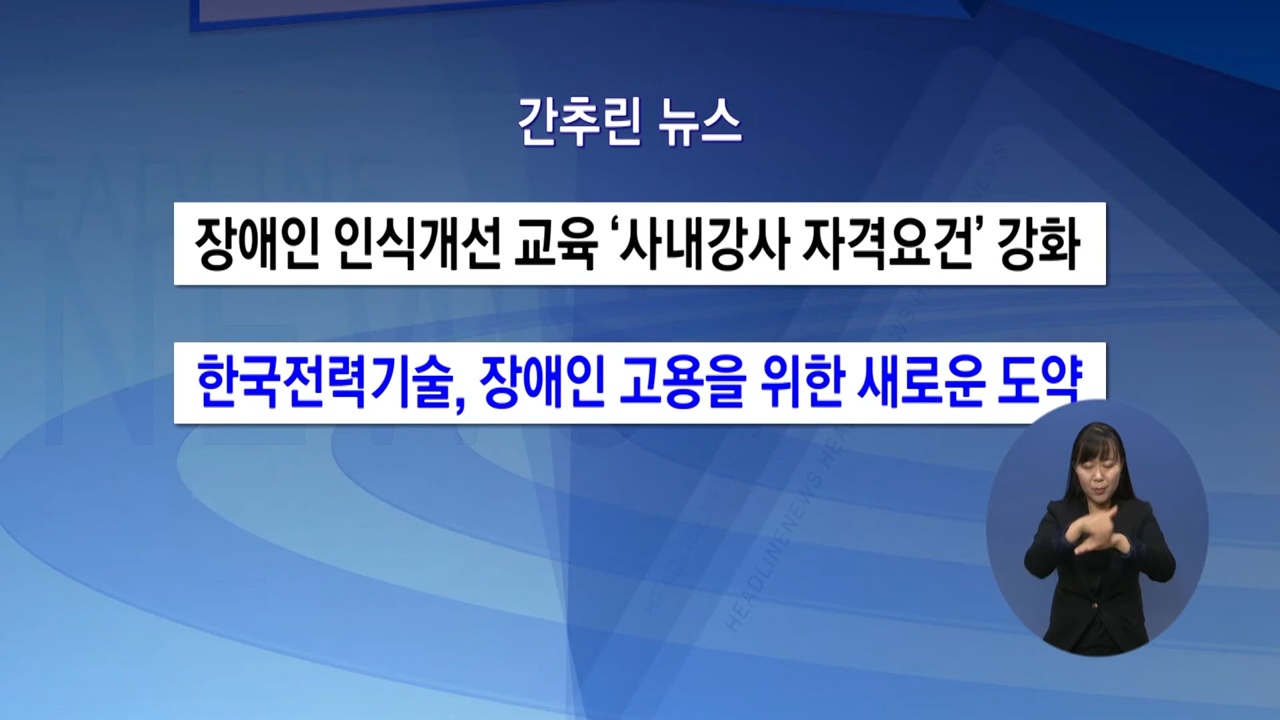 간추린 뉴스
장애인 인식개선 교육 ‘사내강사 자격요건’ 강화
한국전력기술, 장애인 고용을 위한 새로운 도약
HEADLINENEWS